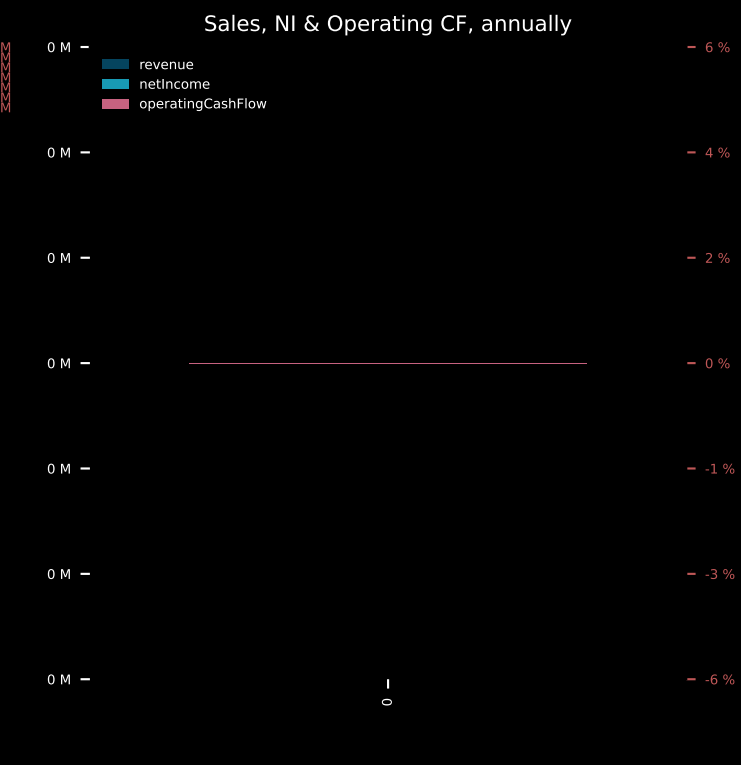 Sales, NI & Operating CF, annually
0 M
6 %
MMMMMMM
revenue
netIncome
operatingCashFlow
0 M
4 %
0 M
2 %
0 M
0 %
0 M
-1 %
0 M
-3 %
0 M
-6 %
0